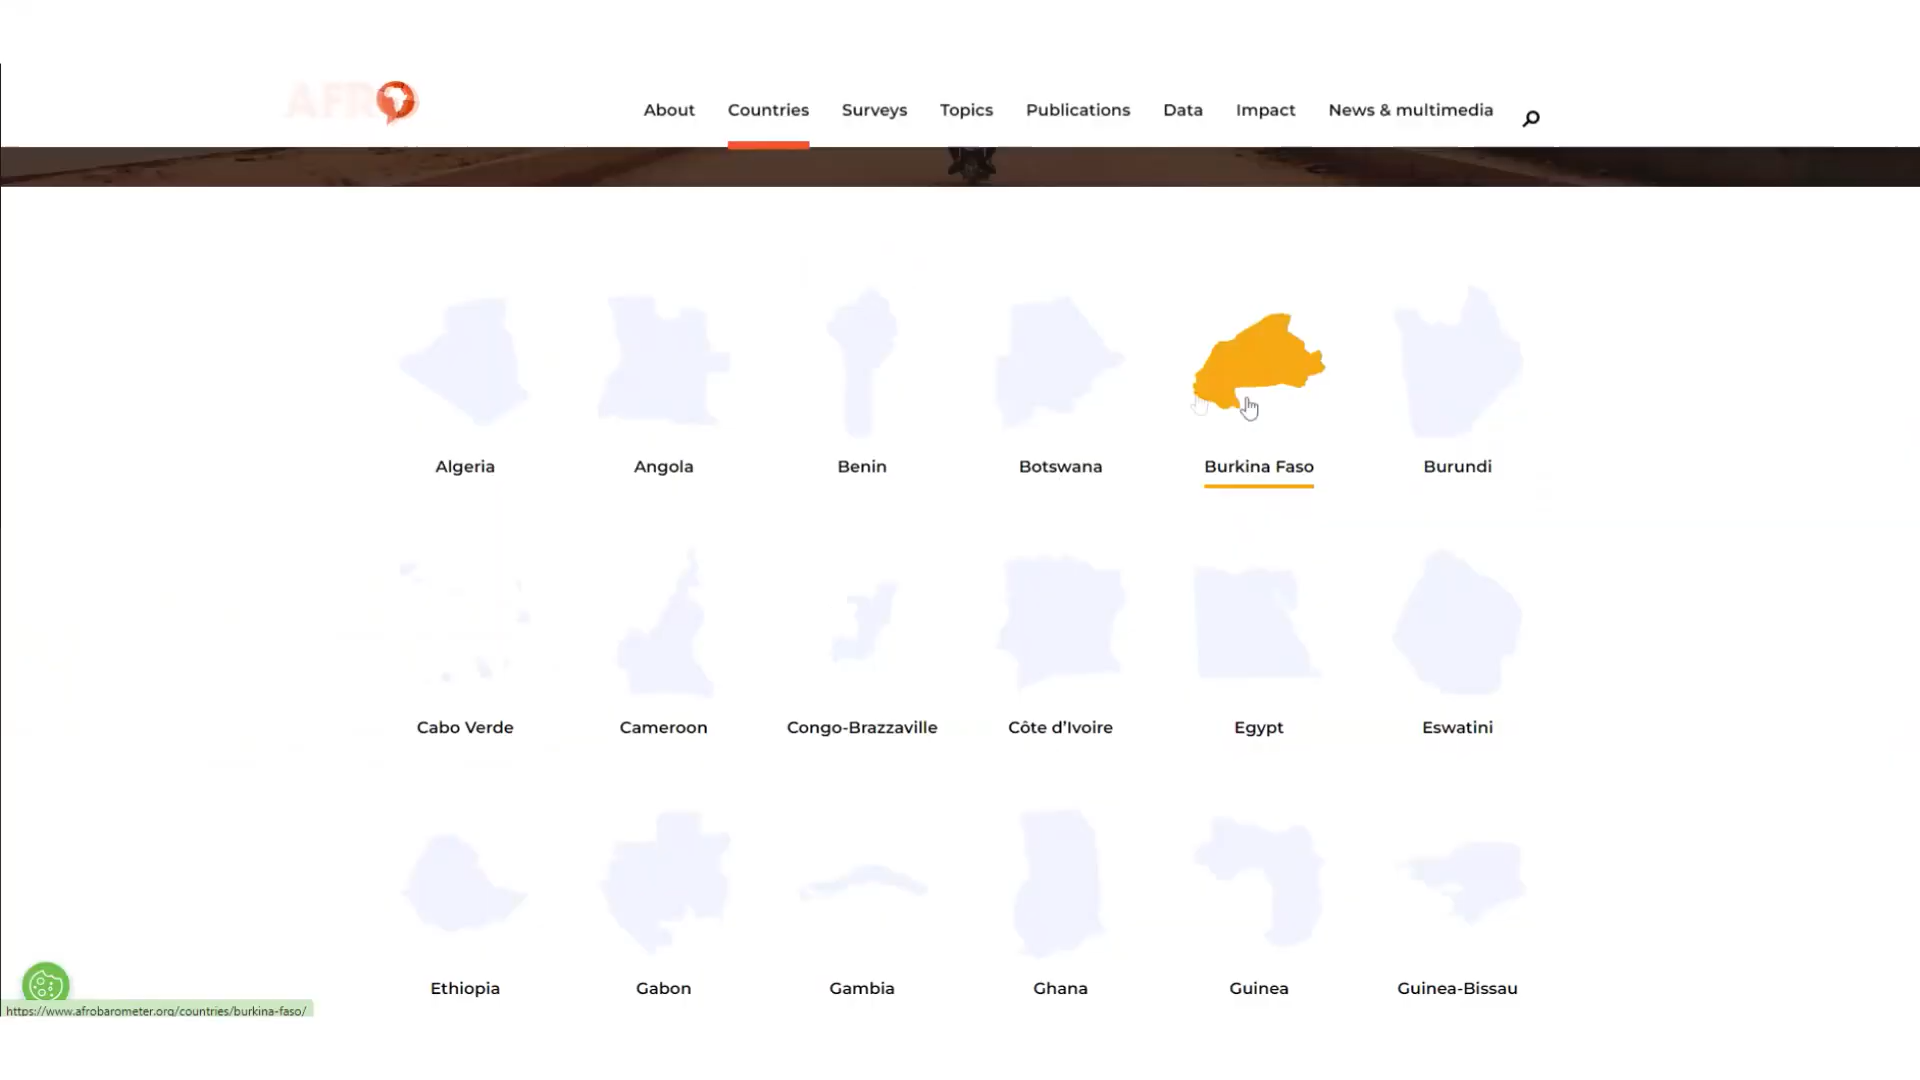 AFR
About Countries Surveys Topics Publications Data Impact News & multimedia
Algeria Angola Benin Botswana Burkina Faso Burundi
Cabo Verde Cameroon Congo-Brazzaville Côte d’Ivoire Egypt Eswatini
Ethiopia Gabon Gambia Ghana Guinea Guinea-Bissau
https://www.afrobarometer.org/countries/burkina-faso/